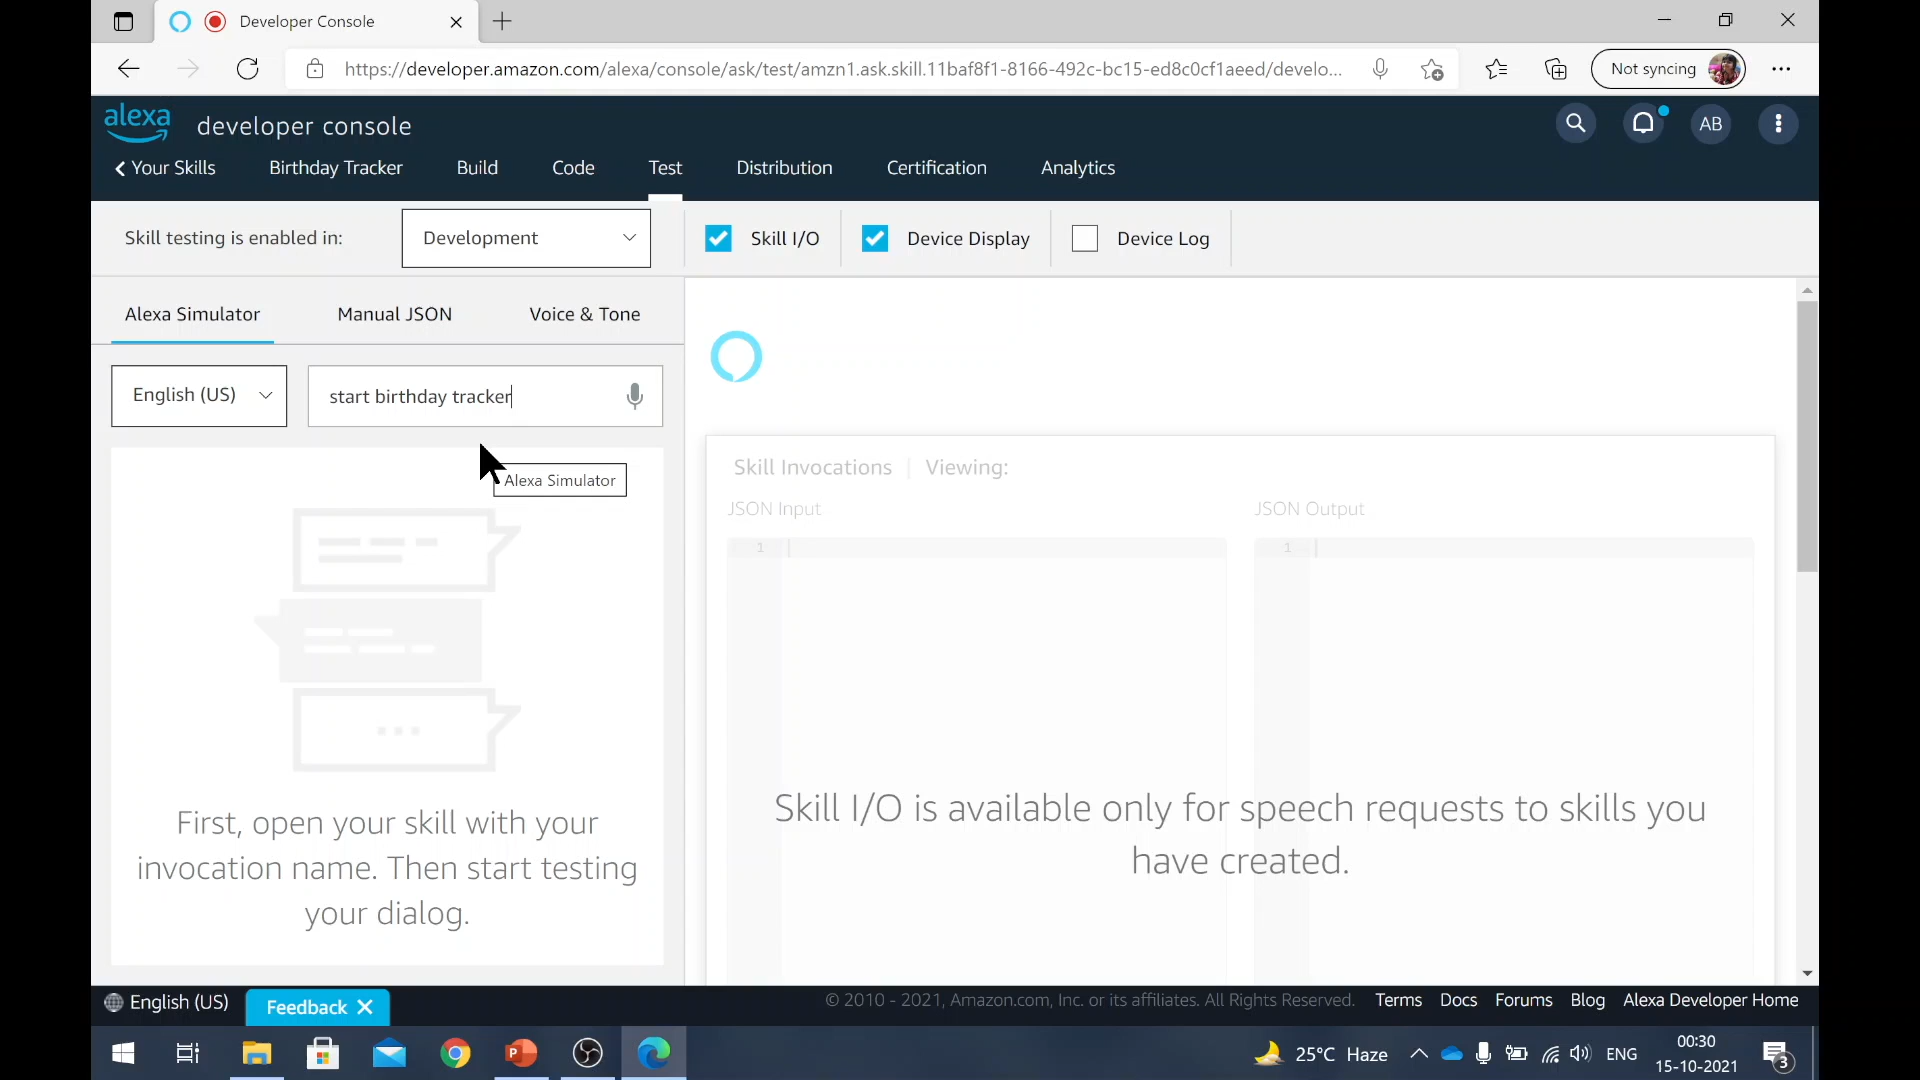 Developer Console
https://developer.amazon.com/alexa/console/ask/test/amzn1.ask.skill.11baf8f1-8166-492c-bc15-ed8c0cf1aeed/develo...
Not syncing
alexa developer console
AB
Your Skills Birthday Tracker Build Code Test Distribution Certification Analytics
Skill testing is enabled in: Development Skill I/O Device Display Device Log
Alexa Simulator Manual JSON Voice & Tone
English (US) start birthday tracker
Skill Invocations Viewing:
Alexa Simulator
JSON Input JSON Output
1 1
First, open your skill with your
invocation name. Then start testing
your dialog.
Skill I/O is available only for speech requests to skills you
have created.
English (US) Feedback © 2010 - 2021, Amazon.com, Inc. or its affiliates. All Rights Reserved. Terms Docs Forums Blog Alexa Developer Home
25°C Haze ENG 00:30
15-10-2021
3